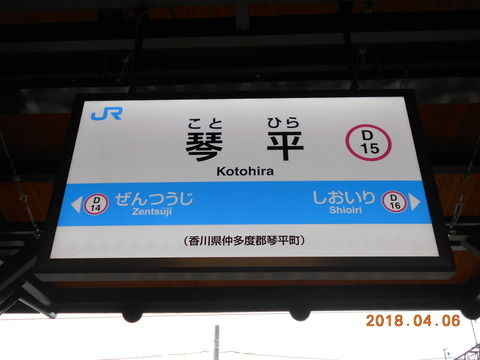 JR
こと ひら
琴平
Kotohira
D
15
D
14
ぜんつうじ
Zentsūji
しおいり
Shioiri
D
16
(香川県仲多度郡琴平町)
2018.04.06